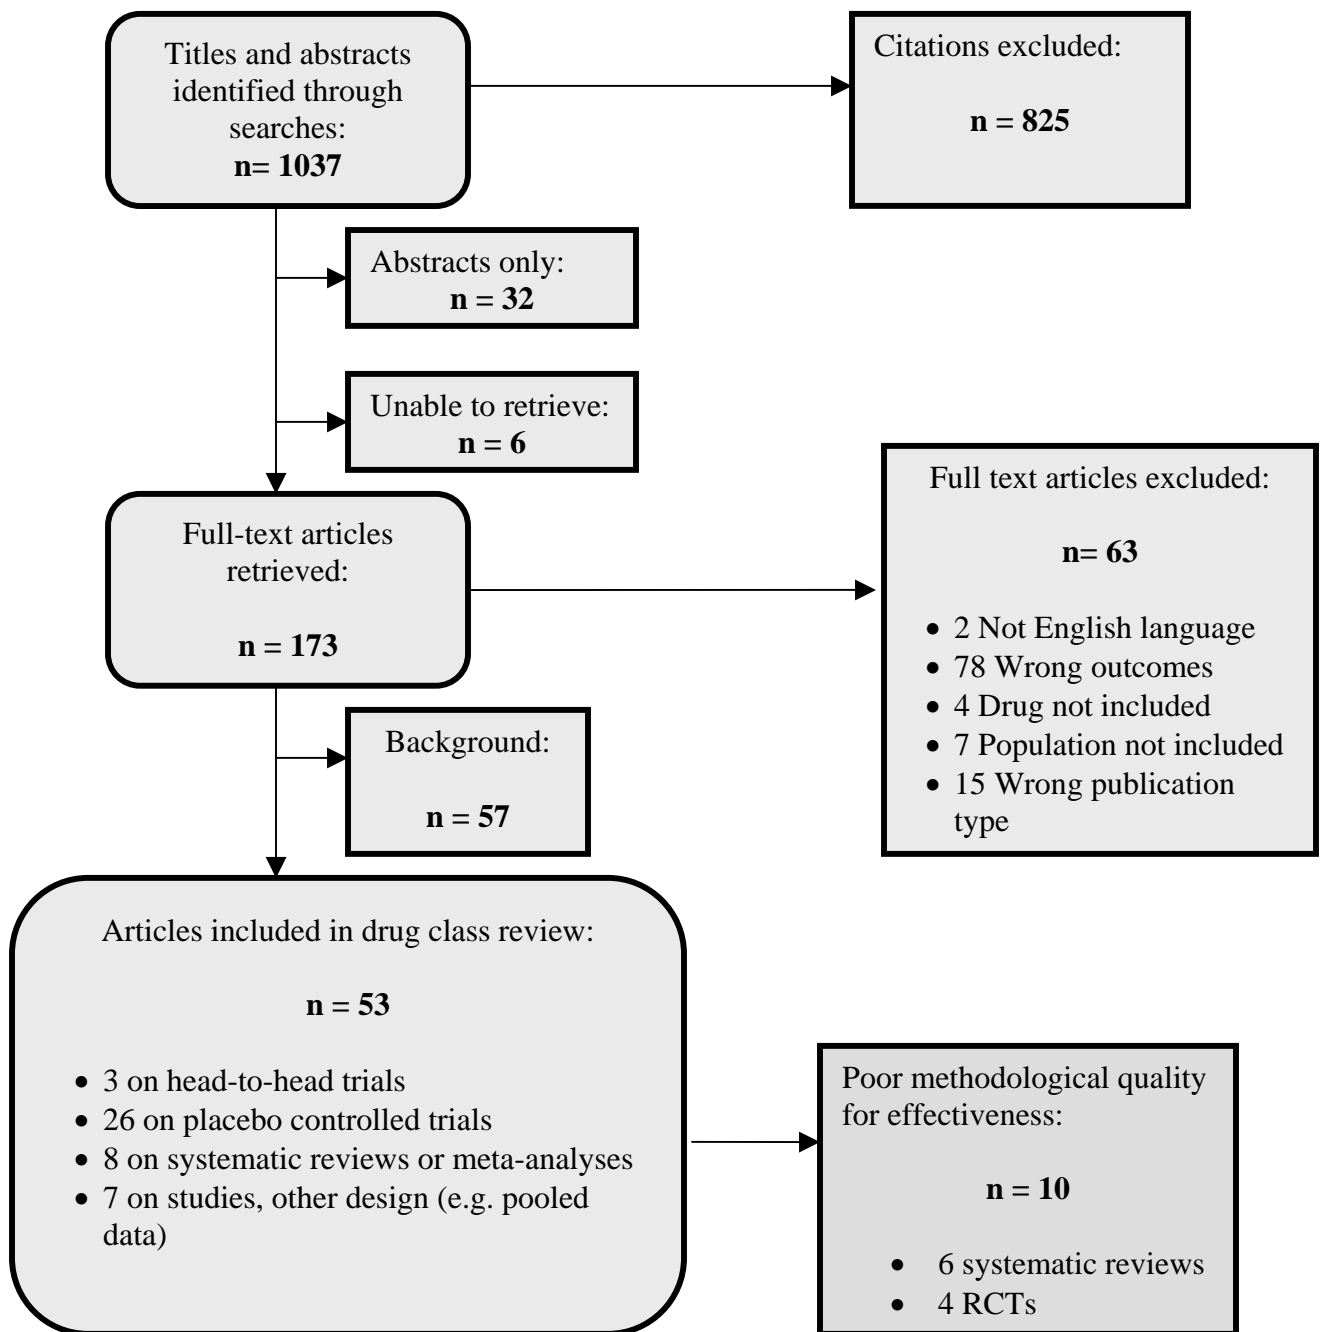 Titles and abstracts
identified through
searches:
n= 1037
Citations excluded:
n = 825
Abstracts only:
n = 32
Unable to retrieve:
n = 6
Full-text articles
retrieved:
n = 173
Full text articles excluded:
n= 63
• 2 Not English language
• 78 Wrong outcomes
• 4 Drug not included
• 7 Population not included
• 15 Wrong publication
type
Background:
n = 57
Articles included in drug class review:
n = 53
• 3 on head-to-head trials
• 26 on placebo controlled trials
• 8 on systematic reviews or meta-analyses
• 7 on studies, other design (e.g. pooled
data)
Poor methodological quality
for effectiveness:
n = 10
• 6 systematic reviews
• 4 RCTs